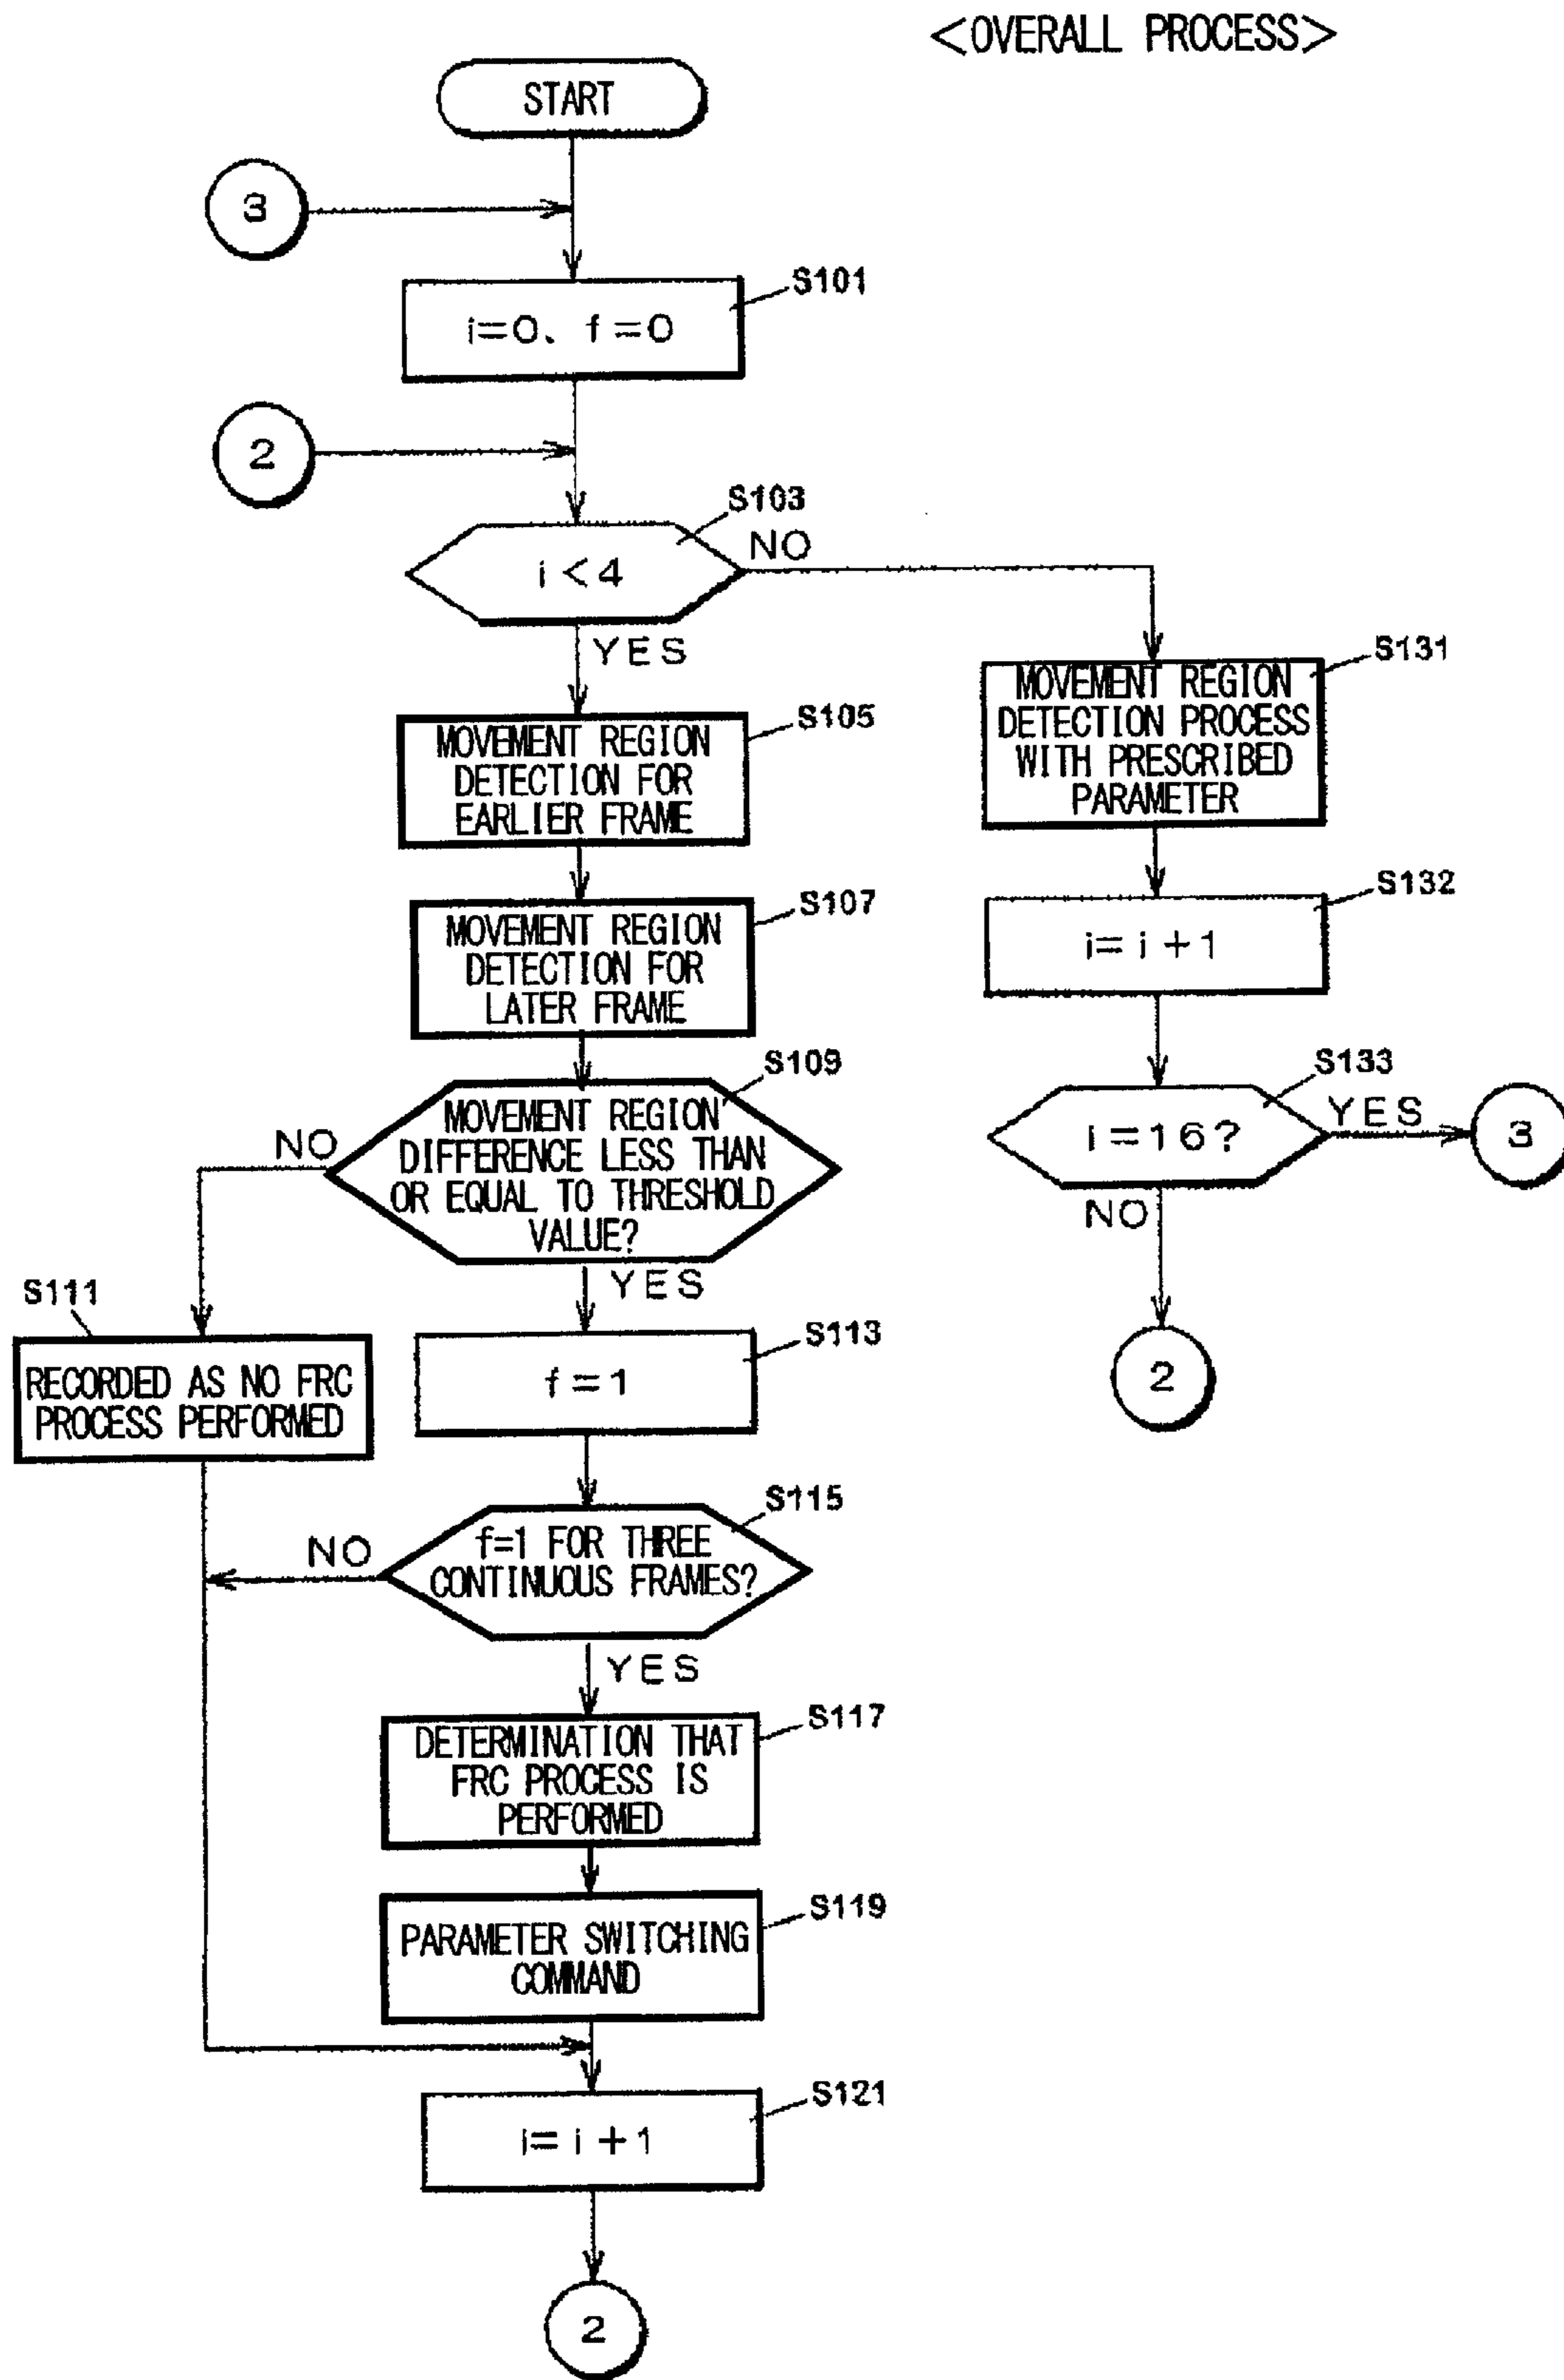 <OVERALL PROCESS>
START
3
S101
i=0、f=0
2
S103
i<4
NO
YES
S105
MOVEMENT REGION
DETECTION FOR
EARLIER FRAME
S107
MOVEMENT REGION
DETECTION FOR
LATER FRAME
S109
MOVEMENT REGION
DIFFERENCE LESS THAN
OR EQUAL TO THRESHOLD
VALUE?
NO
YES
S111
RECORDED AS NO FRC
PROCESS PERFORMED
S113
f=1
S115
f=1 FOR THREE
CONTINUOUS FRAMES?
NO
YES
S117
DETERMINATION THAT
FRC PROCESS IS
PERFORMED
S119
PARAMETER SWITCHING
COMMAND
S121
i=i+1
2
S131
MOVEMENT REGION
DETECTION PROCESS
WITH PRESCRIBED
PARAMETER
S132
i=i+1
S133
i=16?
YES
3
NO
2